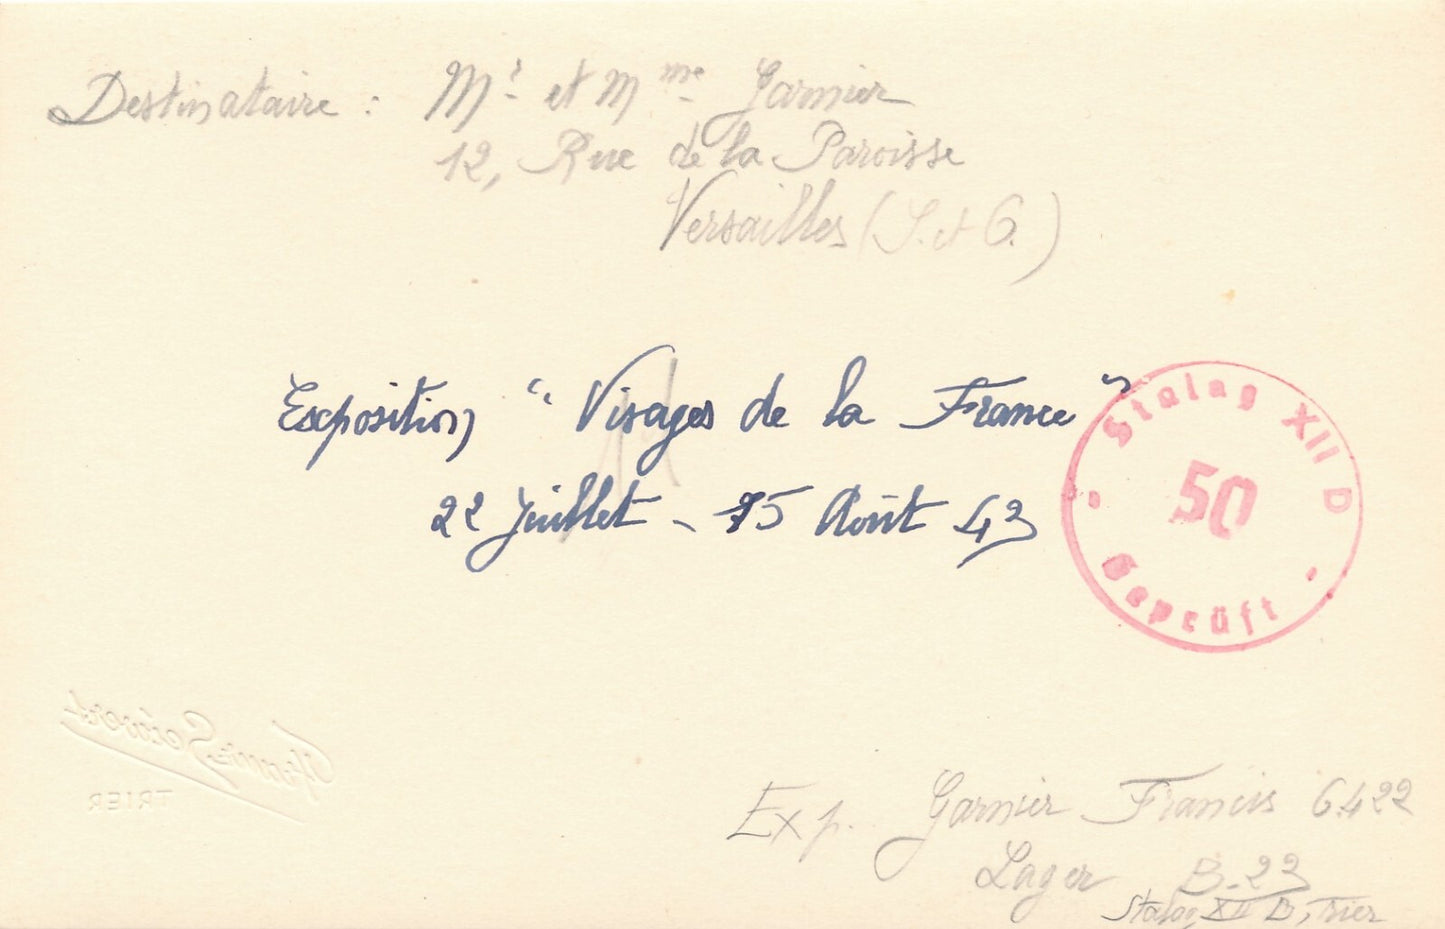 Destinataire : Mr et Mme Garnier
12, Rue de la Paroisse
Versailles (S. et O.)
Exposition "Visages de la France"
22 Juillet - 15 Août 43
Stalag XII D
50
Geprüft
TRIER
Exp. Garnier Francis 6422
Lager B-23
Stalag XII D, Trier